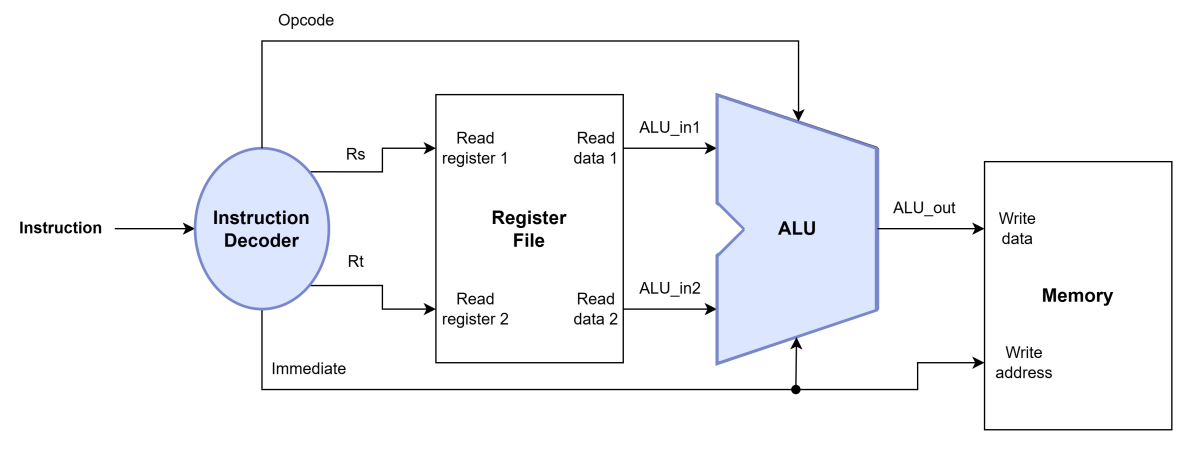 Opcode
Instruction
Instruction
Decoder
Rs
Rt
Immediate
Read
register 1
Read
data 1
Register
File
Read
register 2
Read
data 2
ALU_in1
ALU_in2
ALU
ALU_out
Write
data
Memory
Write
address